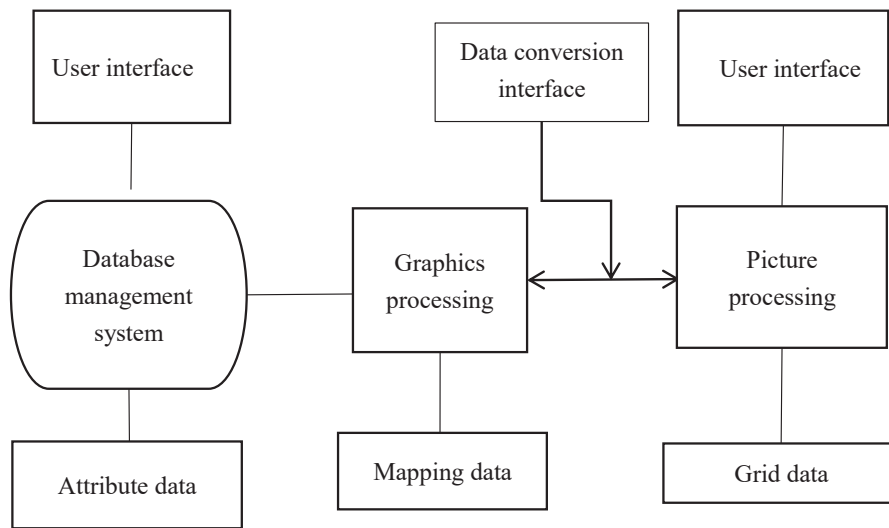 User interface
Data conversion
interface
User interface
Database
management
system
Graphics
processing
Picture
processing
Attribute data
Mapping data
Grid data